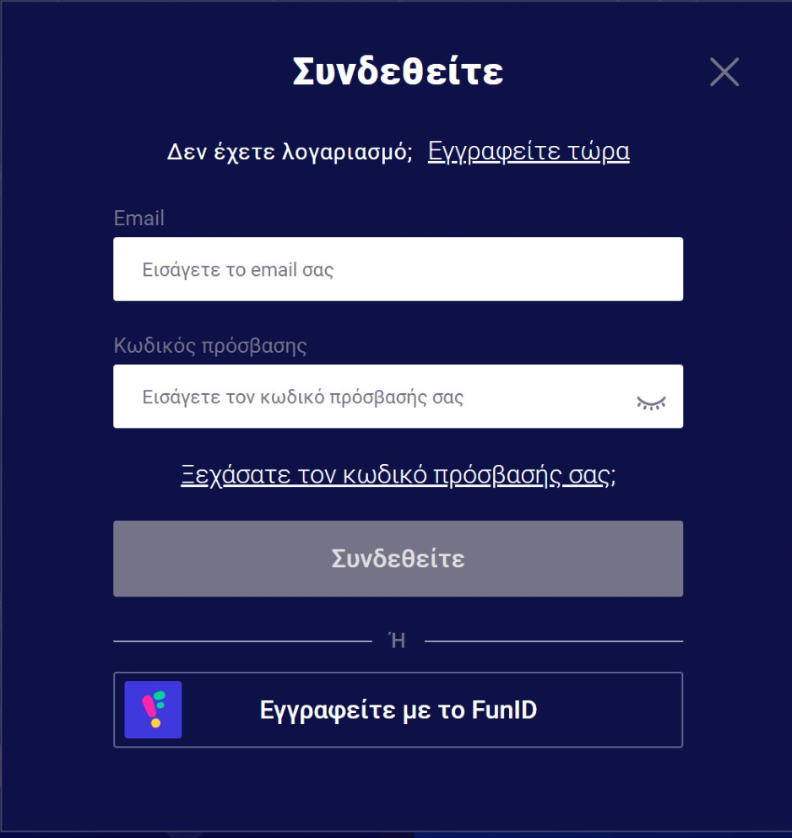 Συνδεθείτε
Δεν έχετε λογαριασμό; Εγγραφείτε τώρα
Email
Εισάγετε το email σας
Κωδικός πρόσβασης
Εισάγετε τον κωδικό πρόσβασής σας
Ξεχάσατε τον κωδικό πρόσβασής σας;
Συνδεθείτε
Ή
Εγγραφείτε με το FunID